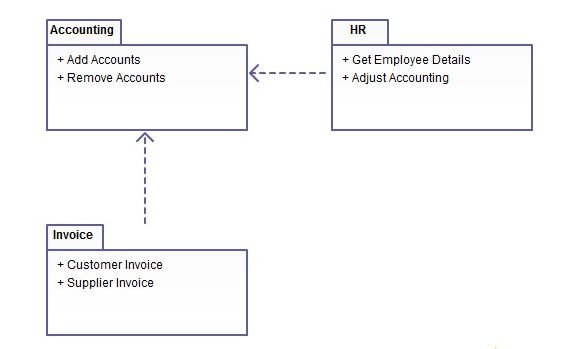 Accounting
+ Add Accounts
+ Remove Accounts
HR
+ Get Employee Details
+ Adjust Accounting
Invoice
+ Customer Invoice
+ Supplier Invoice